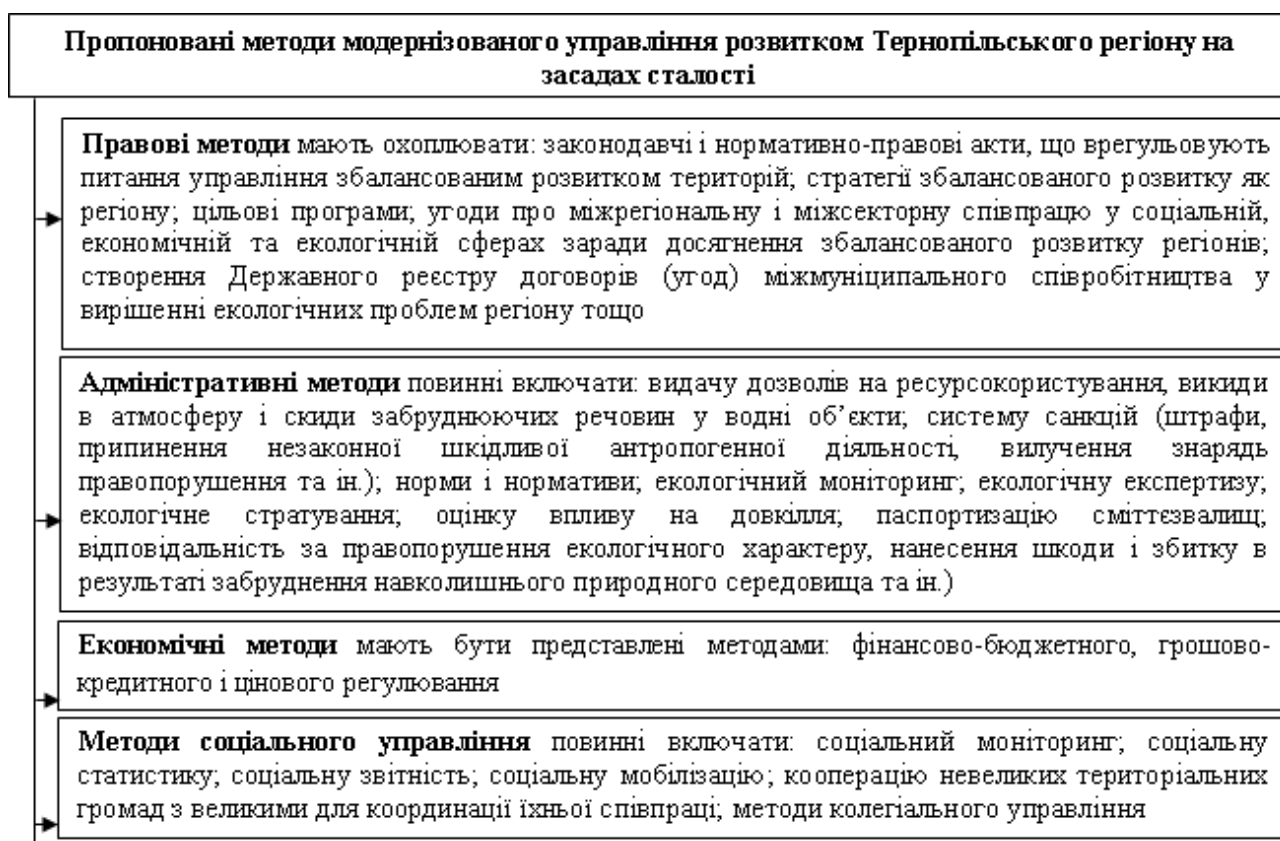 Пропоновані методи модернізованого управління розвитком Тернопільського регіону на
засадах сталості
Правові методи мають охоплювати: законодавчі і нормативно-правові акти, що врегульовують
питання управління збалансованим розвитком територій; стратегії збалансованого розвитку як
регіону; цільові програми; угоди про міжрегіональну і міжсекторну співпрацю у соціальній,
економічній та екологічній сферах заради досягнення збалансованого розвитку регіонів;
створення Державного реєстру договорів (угод) міжмуніципального співробітництва у
вирішенні екологічних проблем регіону тощо
Адміністративні методи повинні включати: видачу дозволів на ресурсокористування, викиди
в атмосферу і скиди забруднюючих речовин у водні об’єкти; систему санкцій (штрафи,
припинення незаконної шкідливої антропогенної діяльності, вилучення знарядь
правопорушення та ін.); норми і нормативи; екологічний моніторинг; екологічну експертизу;
екологічне стратування; оцінку впливу на довкілля; паспортизацію сміттєзвалищ;
відповідальність за правопорушення екологічного характеру, нанесення шкоди і збитку в
результаті забруднення навколишнього природного середовища та ін.)
Економічні методи мають бути представлені методами: фінансово-бюджетного, грошово-
кредитного і цінового регулювання
Методи соціального управління повинні включати: соціальний моніторинг; соціальну
статистику; соціальну звітність; соціальну мобілізацію; кооперацію невеликих територіальних
громад з великими для координації їхньої співпраці; методи колегіального управління